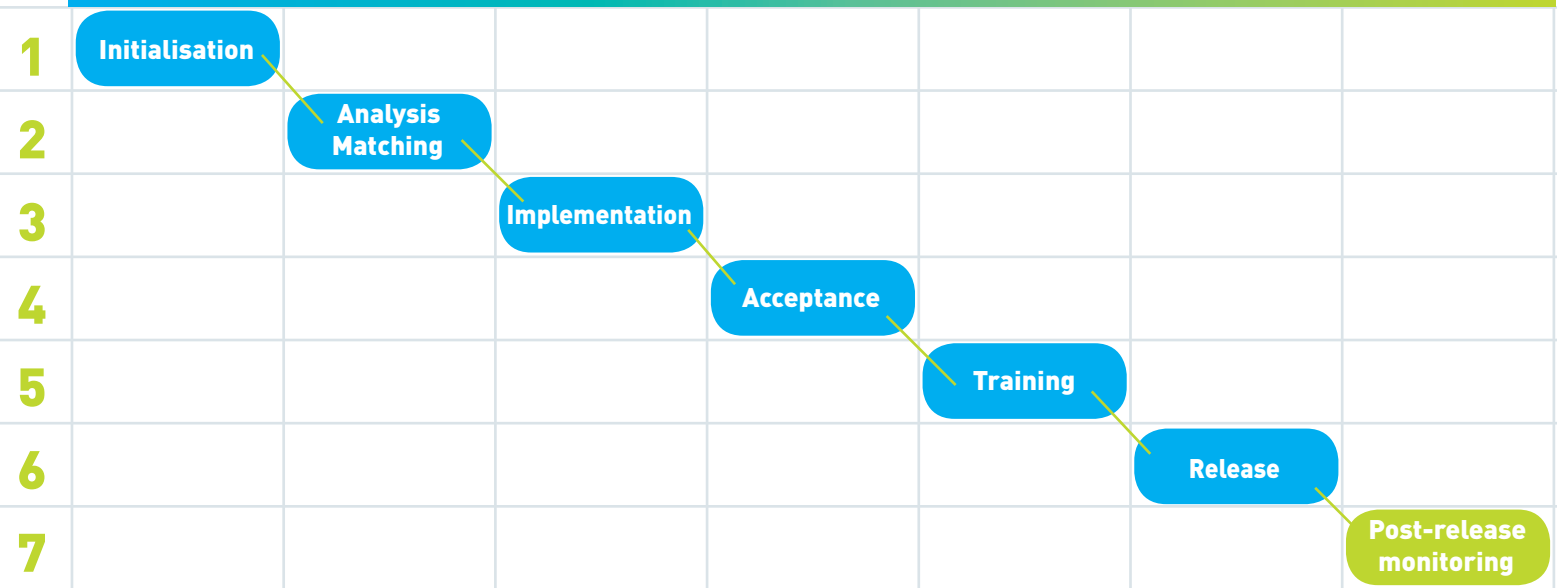 1
Initialisation
2
Analysis
Matching
3
Implementation
4
Acceptance
5
Training
6
Release
7
Post-release
monitoring